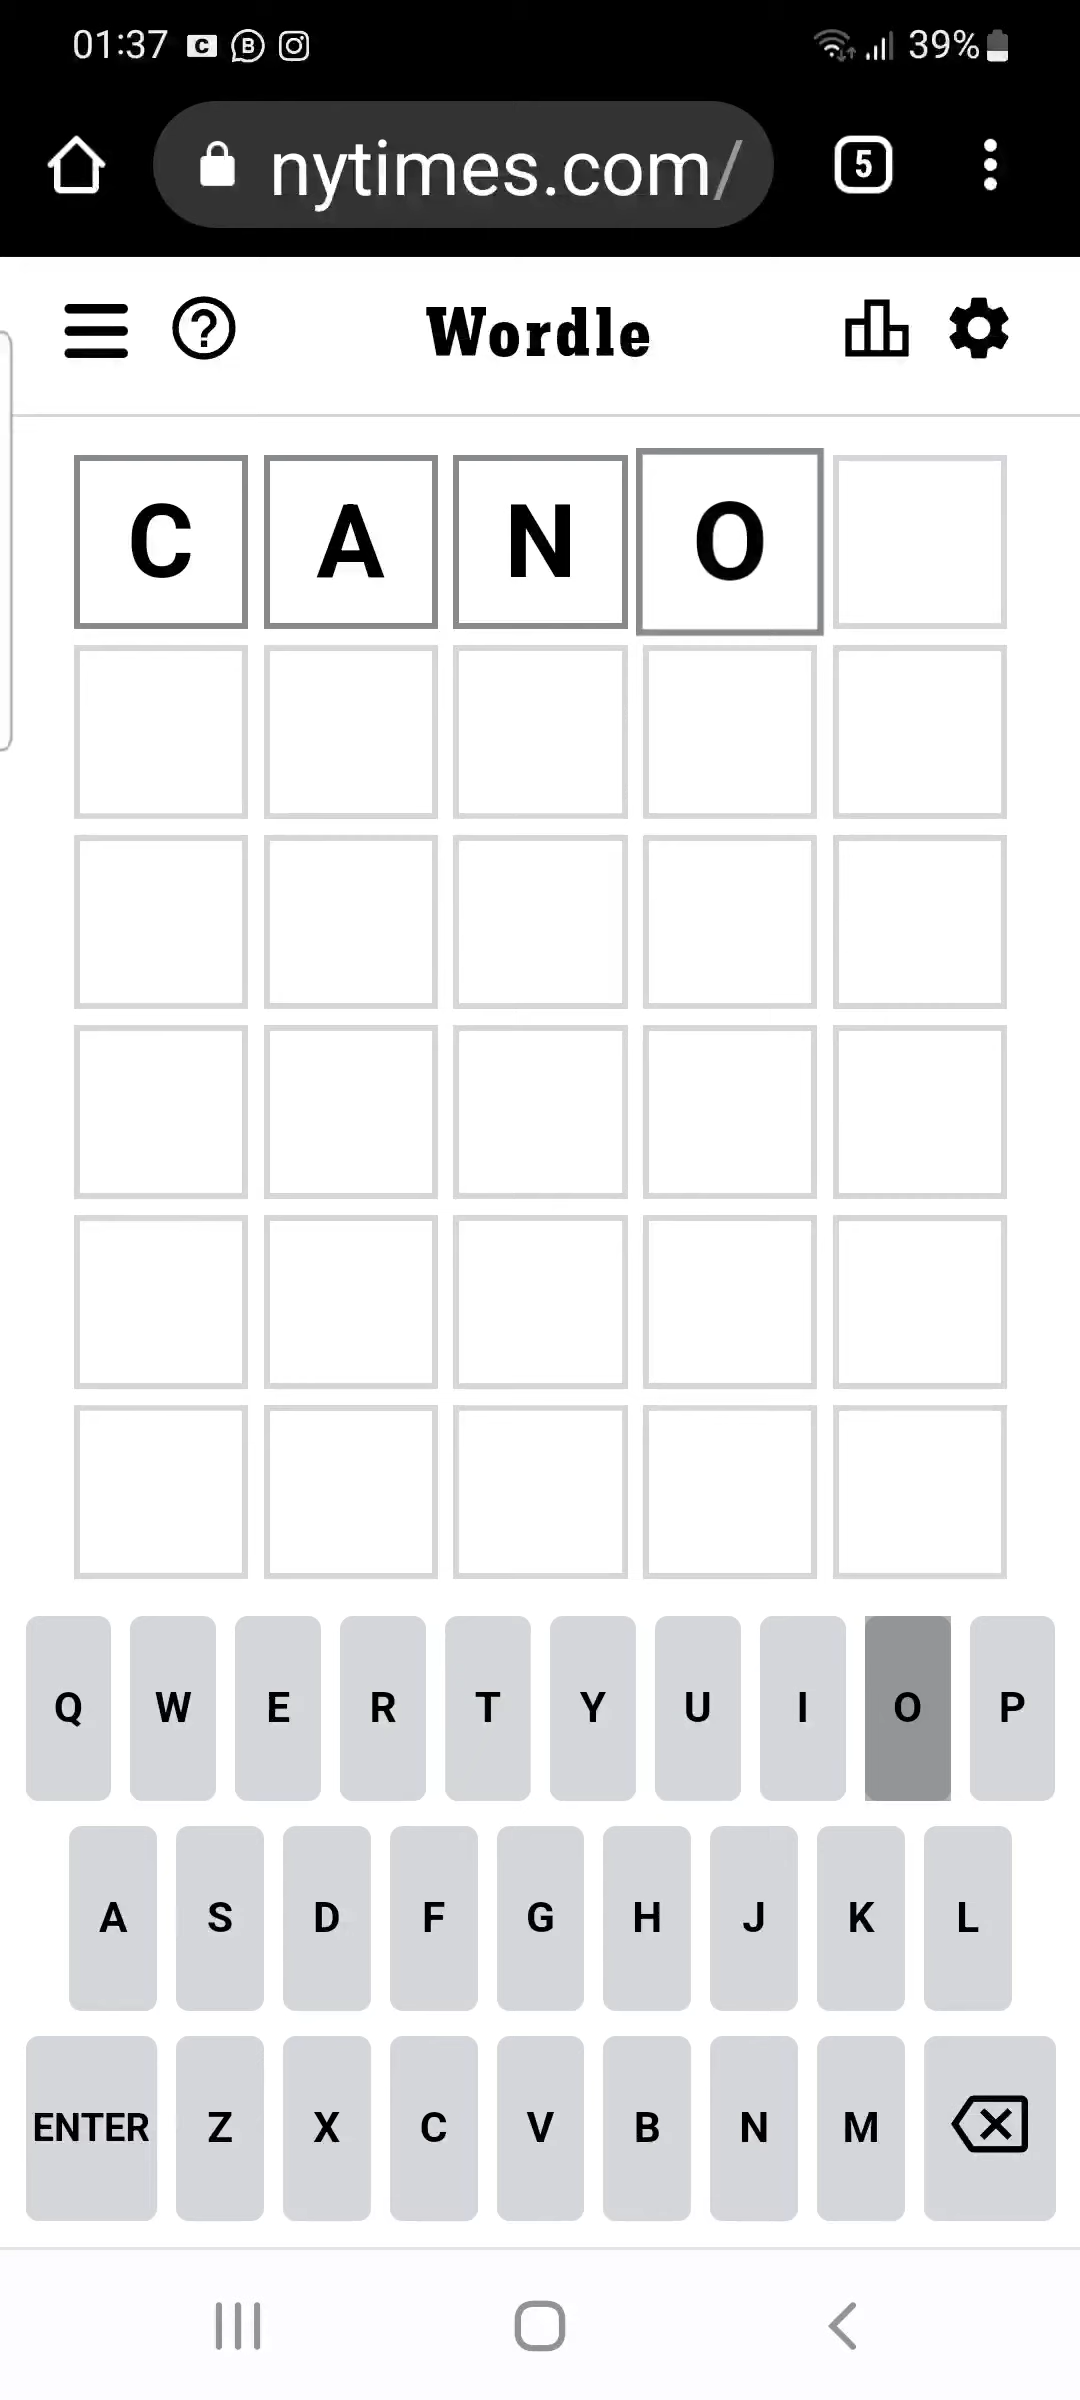 01:37 C B 39%
nytimes.com/ 5
? Wordle
C A N O
Q W E R T Y U I O P
A S D F G H J K L
ENTER Z X C V B N M